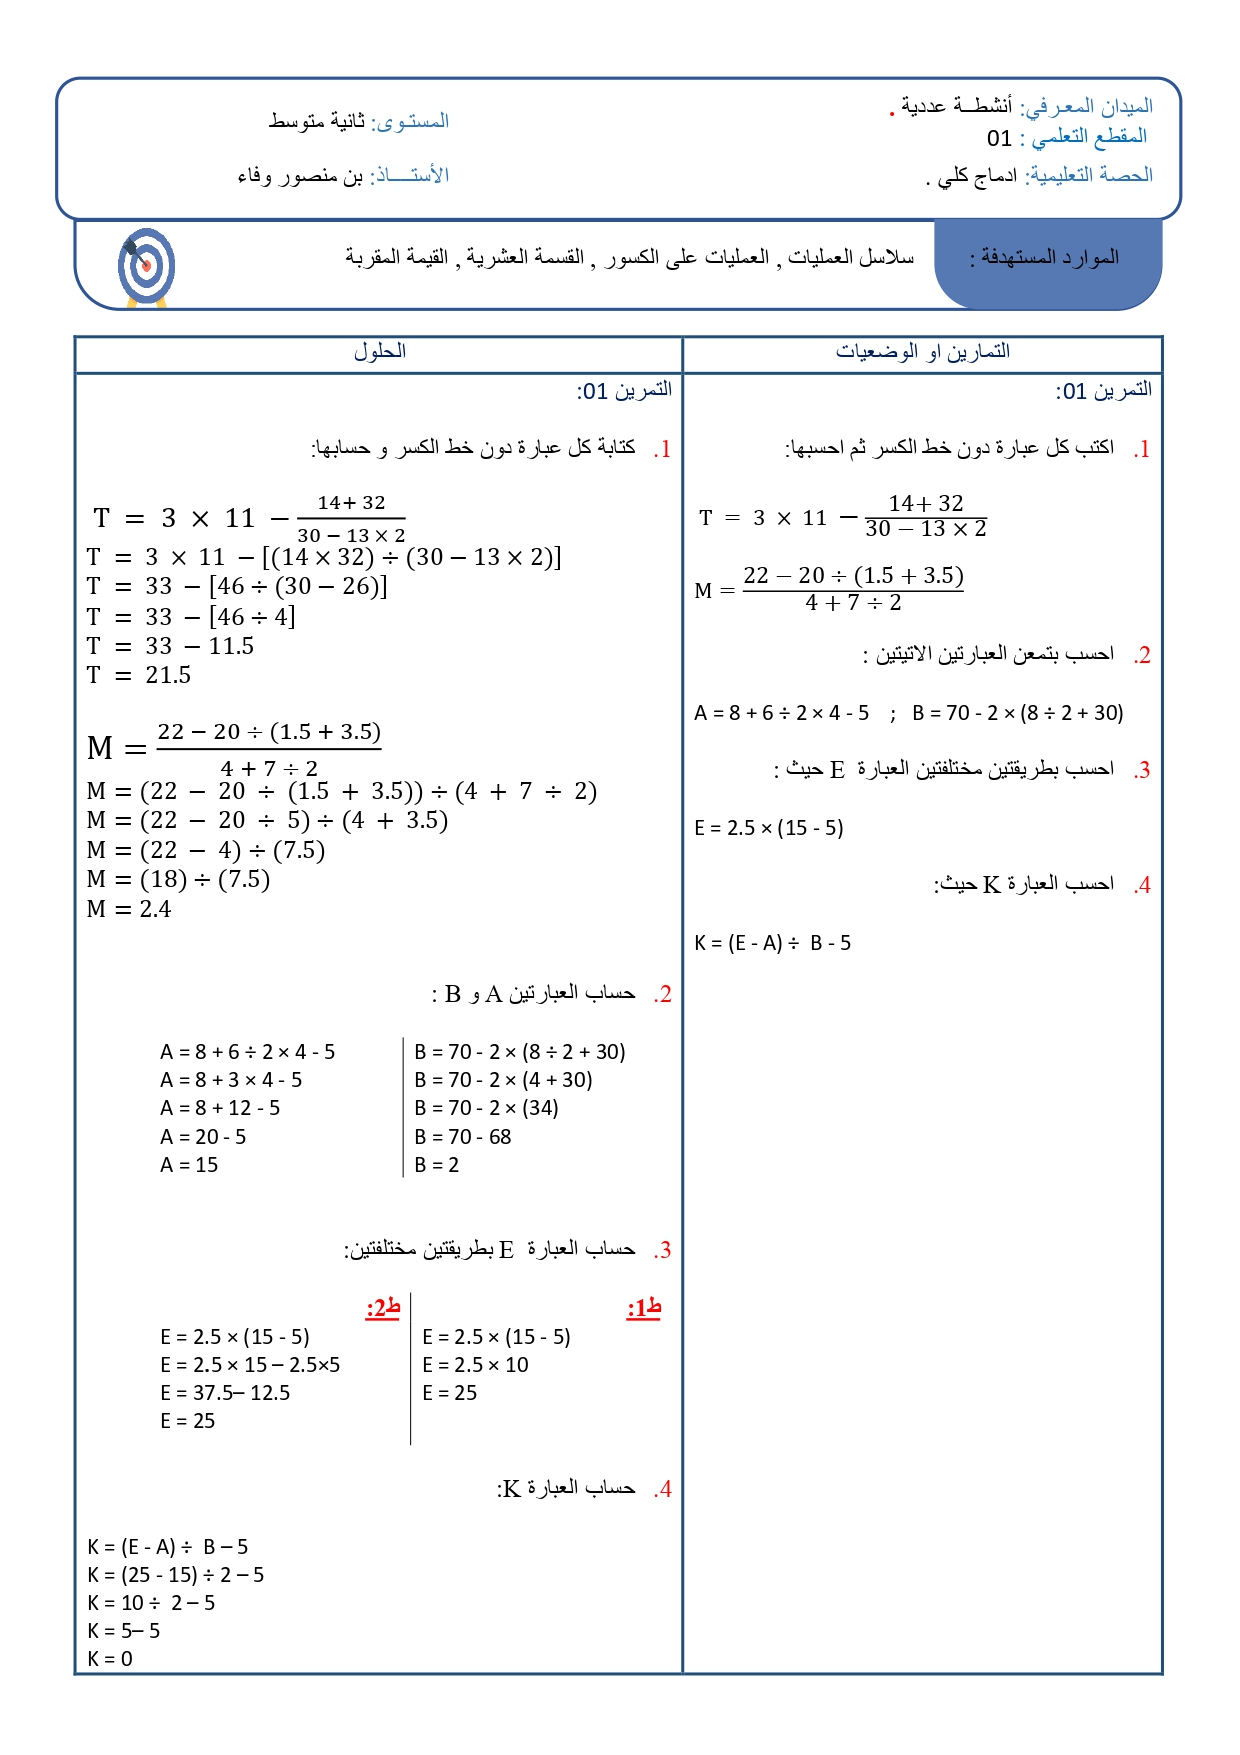 الميدان المعـرفي: أنشطــة عددية .
المقطع التعلمي : 01
الحصة التعليمية: ادماج كلي .
المستـوى: ثانية متوسط
الأستــــاذ: بن منصور وفاء
الموارد المستهدفة : سلاسل العمليات , العمليات على الكسور , القسمة العشرية , القيمة المقربة
التمارين او الوضعيات
التمرين 01:
1. اكتب كل عبارة دون خط الكسر ثم احسبها:
T = 3 × 11 − (14+ 32)/(30 − 13 × 2)
M = (22 − 20 ÷ (1.5 + 3.5))/(4 + 7 ÷ 2)
2. احسب بتمعن العبارتين الاتيتين :
A = 8 + 6 ÷ 2 × 4 - 5 ; B = 70 - 2 × (8 ÷ 2 + 30)
3. احسب بطريقتين مختلفتين العبارة E حيث :
E = 2.5 × (15 - 5)
4. احسب العبارة K حيث:
K = (E - A) ÷ B - 5
الحلول
التمرين 01:
1. كتابة كل عبارة دون خط الكسر و حسابها:
T = 3 × 11 − (14+ 32)/(30 − 13 × 2)
T = 3 × 11 − [(14 × 32) ÷ (30 − 13 × 2)]
T = 33 − [46 ÷ (30 − 26)]
T = 33 − [46 ÷ 4]
T = 33 − 11.5
T = 21.5
M = (22 − 20 ÷ (1.5 + 3.5))/(4 + 7 ÷ 2)
M = (22 − 20 ÷ (1.5 + 3.5)) ÷ (4 + 7 ÷ 2)
M = (22 − 20 ÷ 5) ÷ (4 + 3.5)
M = (22 − 4) ÷ (7.5)
M = (18) ÷ (7.5)
M = 2.4
2. حساب العبارتين A و B :
A = 8 + 6 ÷ 2 × 4 - 5
A = 8 + 3 × 4 - 5
A = 8 + 12 - 5
A = 20 - 5
A = 15
B = 70 - 2 × (8 ÷ 2 + 30)
B = 70 - 2 × (4 + 30)
B = 70 - 2 × (34)
B = 70 - 68
B = 2
3. حساب العبارة E بطريقتين مختلفتين:
ط1:
E = 2.5 × (15 - 5)
E = 2.5 × 10
E = 25
ط2:
E = 2.5 × (15 - 5)
E = 2.5 × 15 – 2.5×5
E = 37.5– 12.5
E = 25
4. حساب العبارة K:
K = (E - A) ÷ B – 5
K = (25 - 15) ÷ 2 – 5
K = 10 ÷ 2 – 5
K = 5– 5
K = 0